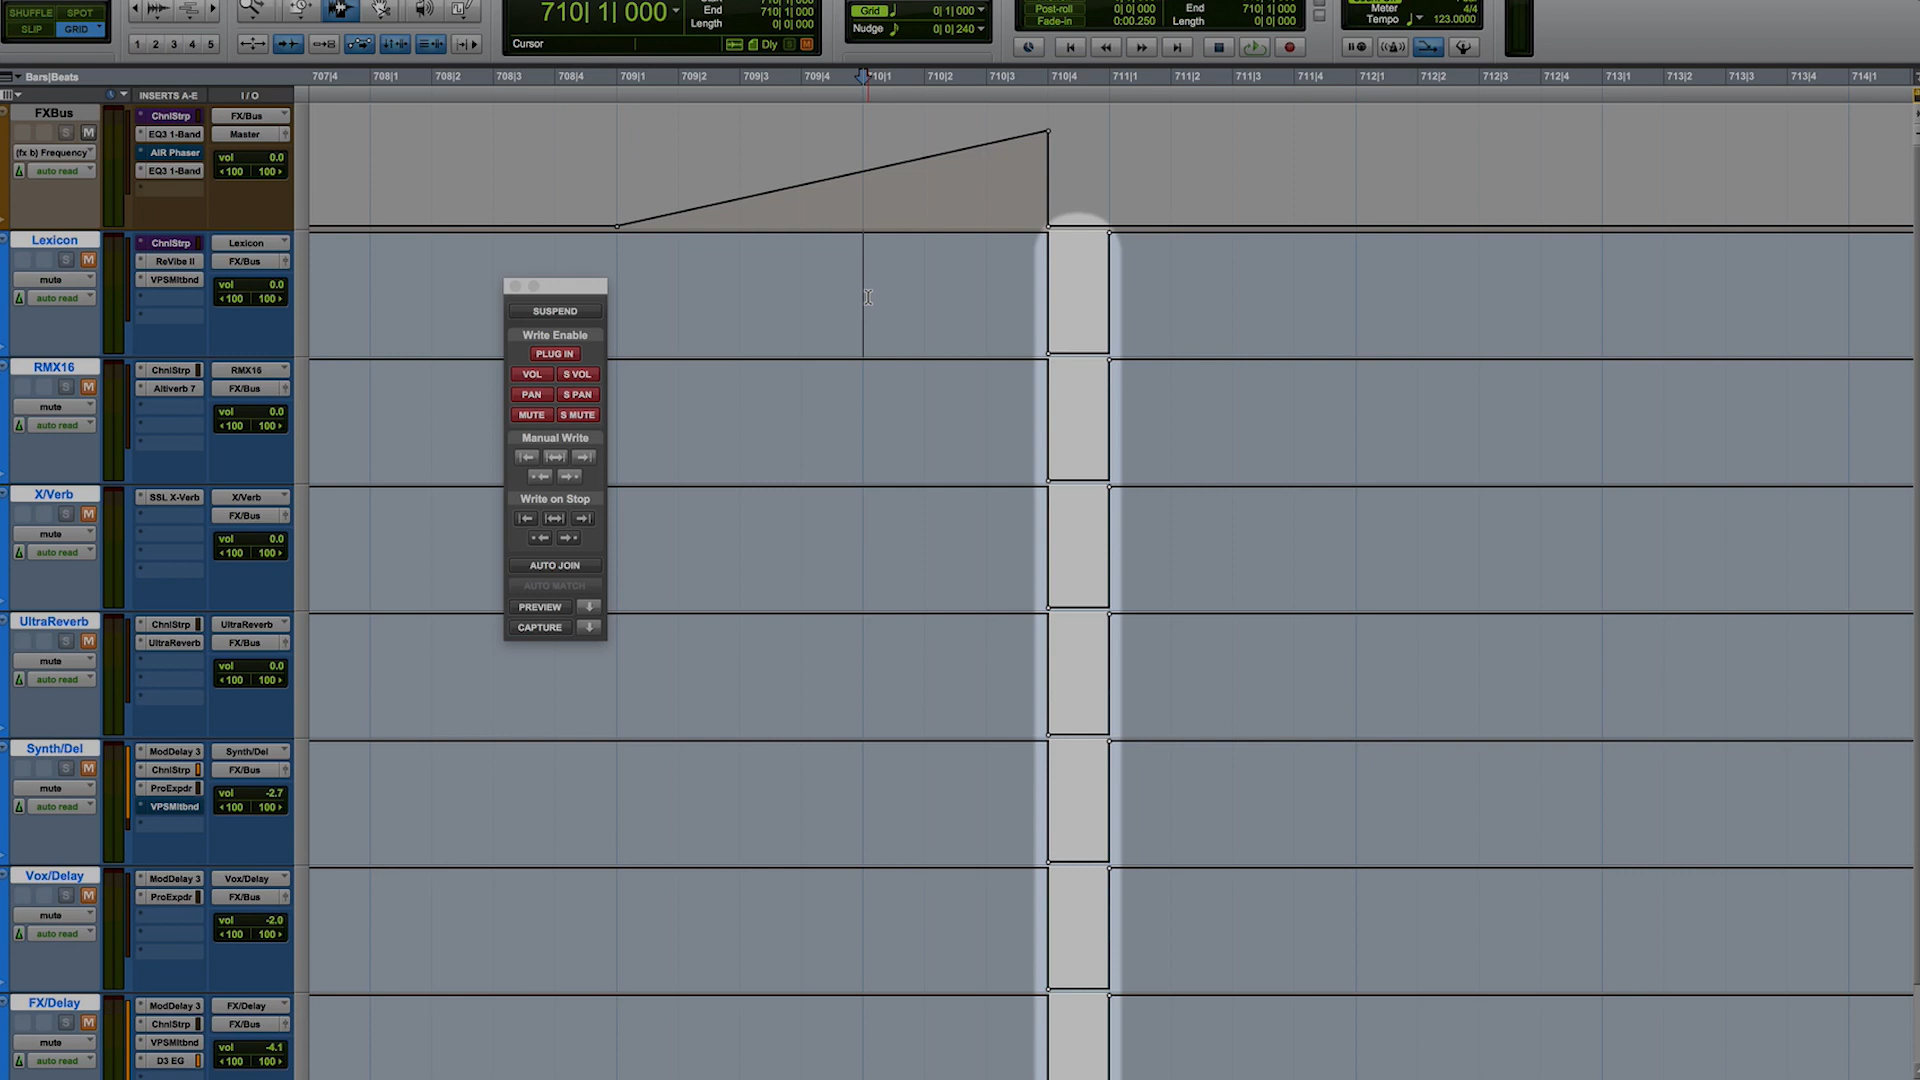 SHUFFLE SPOT
SLIP GRID
1 2 3 4 5
710| 1| 000
Start 710| 1| 000
End 710| 1| 000
Length 0| 0| 000
Cursor
Dly S M
Grid 0| 1| 000
Nudge 0| 0| 240
Post-roll 0| 0| 000
Fade-in 0:00.250
End 710| 1| 000
Length 0| 0| 000
Meter 4/4
Tempo 123.0000
Bars|Beats
707|4 708|1 708|2 708|3 708|4 709|1 709|2 709|3 709|4 710|1 710|2 710|3 710|4 711|1 711|2 711|3 711|4 712|1 712|2 712|3 712|4 713|1 713|2 713|3 713|4 714|1
INSERTS A-E I / O
FXBus
S M
(fx b) Frequency
auto read
ChnlStrp
EQ3 1-Band
AIR Phaser
EQ3 1-Band
FX/Bus
Master
vol 0.0
100 100
Lexicon
S M
mute
auto read
ChnlStrp
ReVibe II
VPSMltbnd
Lexicon
FX/Bus
vol 0.0
100 100
RMX16
S M
mute
auto read
ChnlStrp
Altiverb 7
RMX16
FX/Bus
vol 0.0
100 100
X/Verb
S M
mute
auto read
SSL X-Verb
X/Verb
FX/Bus
vol 0.0
100 100
UltraReverb
S M
mute
auto read
ChnlStrp
UltraReverb
UltraReverb
FX/Bus
vol 0.0
100 100
Synth/Del
S M
mute
auto read
ModDelay 3
ChnlStrp
ProExpdr
VPSMltbnd
Synth/Del
FX/Bus
vol -2.7
100 100
Vox/Delay
S M
mute
auto read
ModDelay 3
ProExpdr
Vox/Delay
FX/Bus
vol -2.0
100 100
FX/Delay
S M
mute
auto read
ModDelay 3
ChnlStrp
VPSMltbnd
D3 EG
FX/Delay
FX/Bus
vol -4.1
100 100
SUSPEND
Write Enable
PLUG IN
VOL S VOL
PAN S PAN
MUTE S MUTE
Manual Write
Write on Stop
AUTO JOIN
AUTO MATCH
PREVIEW
CAPTURE